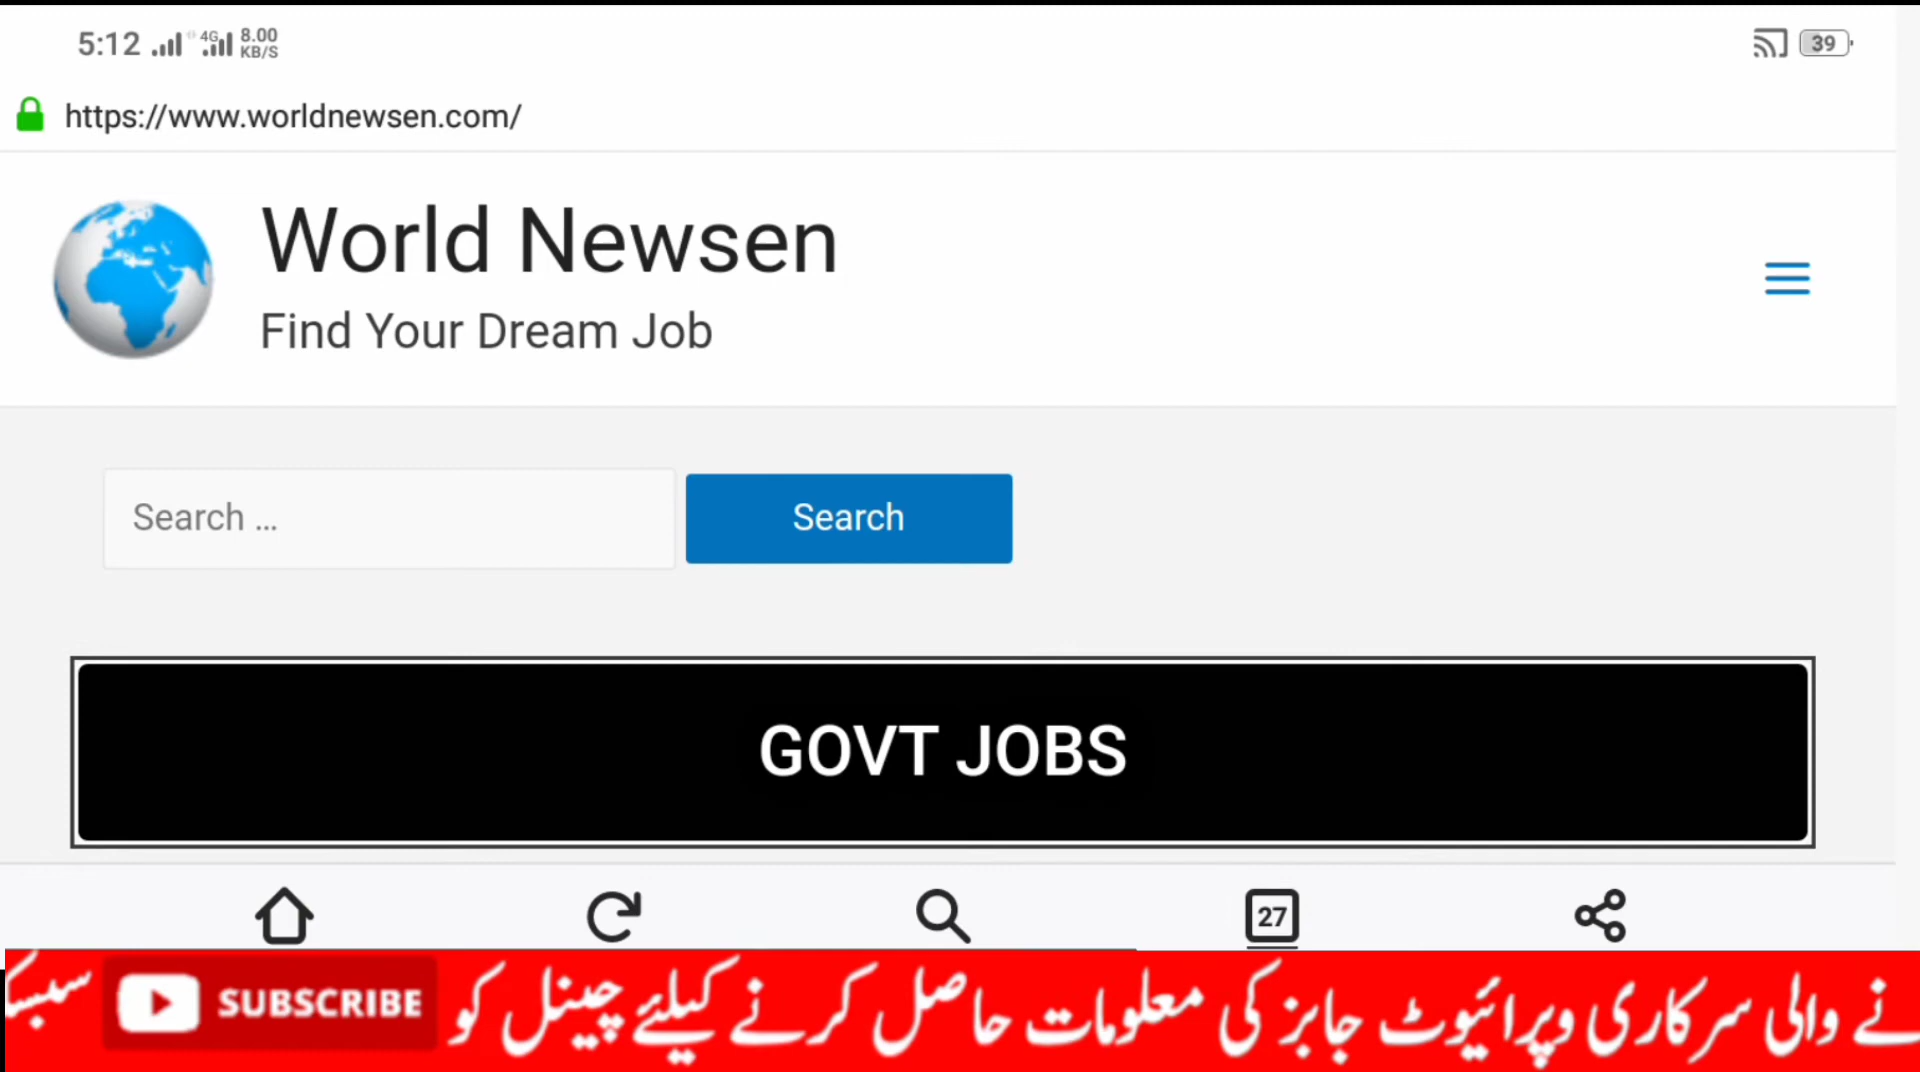 5:12 4G 8.00 KB/S 39
https://www.worldnewsen.com/
World Newsen
Find Your Dream Job
Search ...
Search
GOVT JOBS
27
نے والی سرکاری وپرائیوٹ جابز کی معلومات حاصل کرنے کیلئے چینل کو SUBSCRIBE